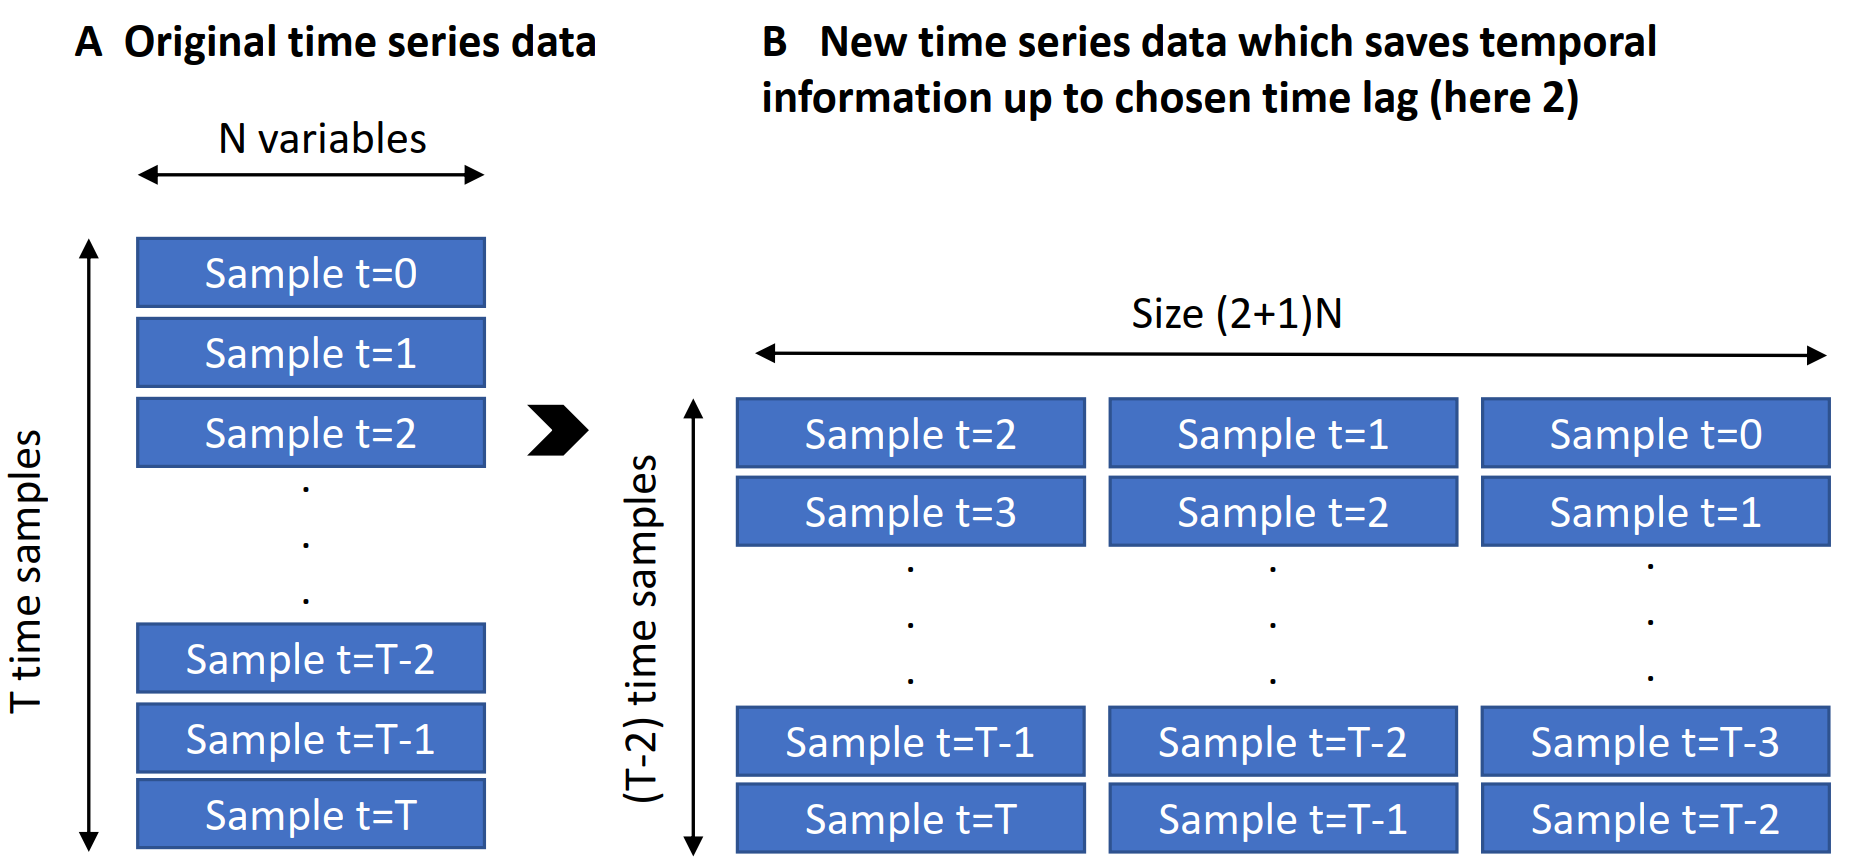 A Original time series data
N variables
T time samples
Sample t=0
Sample t=1
Sample t=2
.
.
.
Sample t=T-2
Sample t=T-1
Sample t=T
B New time series data which saves temporal
information up to chosen time lag (here 2)
Size (2+1)N
(T-2) time samples
Sample t=2 Sample t=1 Sample t=0
Sample t=3 Sample t=2 Sample t=1
. . .
. . .
. . .
Sample t=T-1 Sample t=T-2 Sample t=T-3
Sample t=T Sample t=T-1 Sample t=T-2